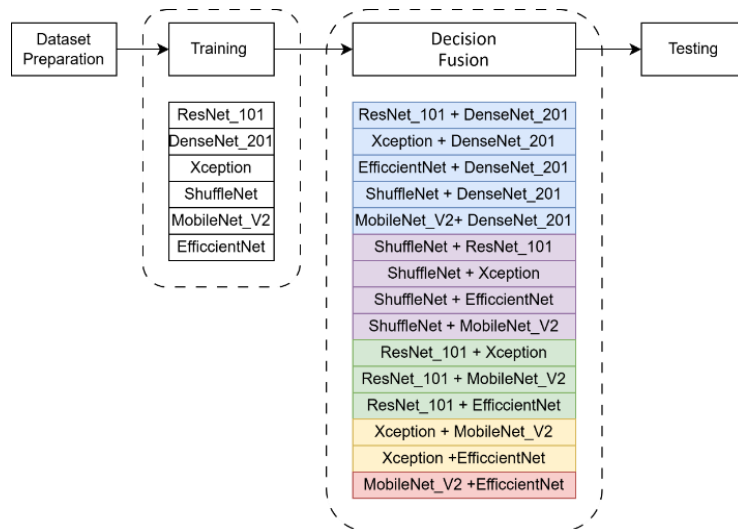 Dataset
Preparation
Training
Decision
Fusion
Testing
ResNet_101
DenseNet_201
Xception
ShuffleNet
MobileNet_V2
EfficcientNet
ResNet_101 + DenseNet_201
Xception + DenseNet_201
EfficcientNet + DenseNet_201
ShuffleNet + DenseNet_201
MobileNet_V2+ DenseNet_201
ShuffleNet + ResNet_101
ShuffleNet + Xception
ShuffleNet + EfficcientNet
ShuffleNet + MobileNet_V2
ResNet_101 + Xception
ResNet_101 + MobileNet_V2
ResNet_101 + EfficcientNet
Xception + MobileNet_V2
Xception +EfficcientNet
MobileNet_V2 +EfficcientNet